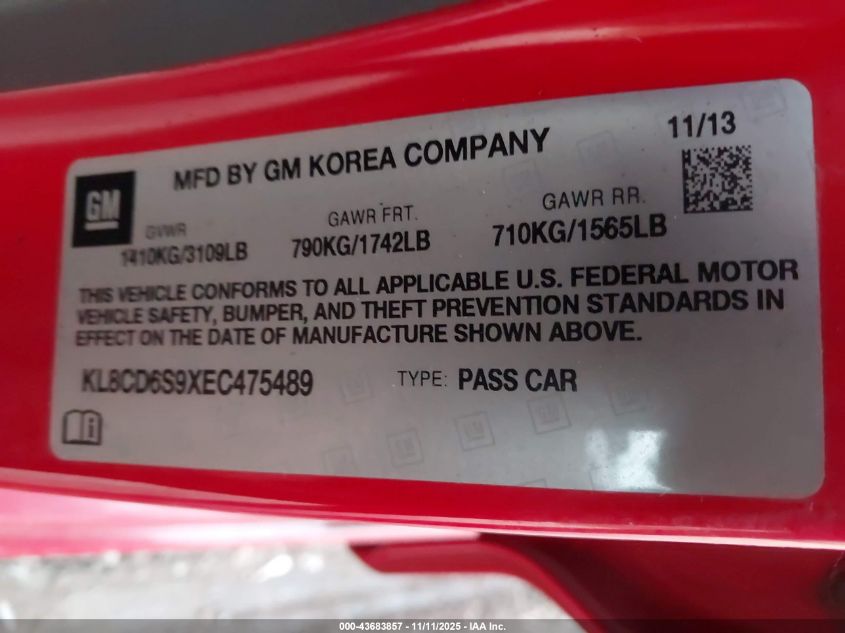 MFD BY GM KOREA COMPANY
11/13
GM
GVWR
1410KG/3109LB
GAWR FRT.
790KG/1742LB
GAWR RR.
710KG/1565LB
THIS VEHICLE CONFORMS TO ALL APPLICABLE U.S. FEDERAL MOTOR
VEHICLE SAFETY, BUMPER, AND THEFT PREVENTION STANDARDS IN
EFFECT ON THE DATE OF MANUFACTURE SHOWN ABOVE.
KL8CD6S9XEC475489
TYPE: PASS CAR
000-43683857 - 11/11/2025 - IAA Inc.